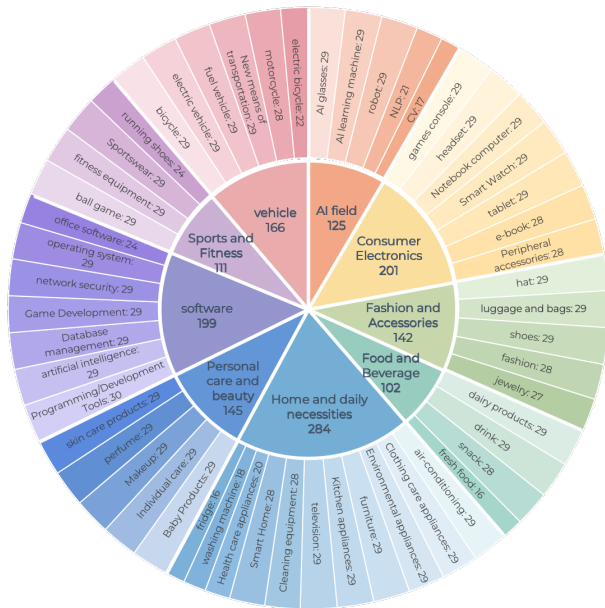 AI field
125
AI glasses: 29
AI learning machine: 29
robot: 29
NLP: 21
CV: 17
Consumer
Electronics
201
games console: 29
headset: 29
Notebook computer: 29
Smart Watch: 29
tablet: 29
e-book: 28
Peripheral
accessories: 28
Fashion and
Accessories
142
hat: 29
luggage and bags: 29
shoes: 29
fashion: 28
jewelry: 27
Food and
Beverage
102
dairy products: 29
drink: 29
snack: 28
fresh food: 16
Home and daily
necessities
284
air-conditioning: 29
Clothing care appliances: 29
Environmental appliances: 29
furniture: 29
Kitchen appliances: 29
television: 29
Cleaning equipment: 28
Smart Home: 28
Health care appliances: 20
washing machine: 18
fridge: 16
Personal
care and
beauty
145
Baby Products: 29
Individual care: 29
Makeup: 29
perfume: 29
skin care products: 29
software
199
Programming/Development
Tools: 30
artificial intelligence:
29
Database
management: 29
Game Development: 29
network security: 29
operating system:
29
office software: 24
Sports and
Fitness
111
ball game: 29
fitness equipment: 29
Sportswear: 29
running shoes: 24
vehicle
166
bicycle: 29
electric vehicle: 29
fuel vehicle: 29
New means of
transportation: 29
motorcycle: 28
electric bicycle: 22